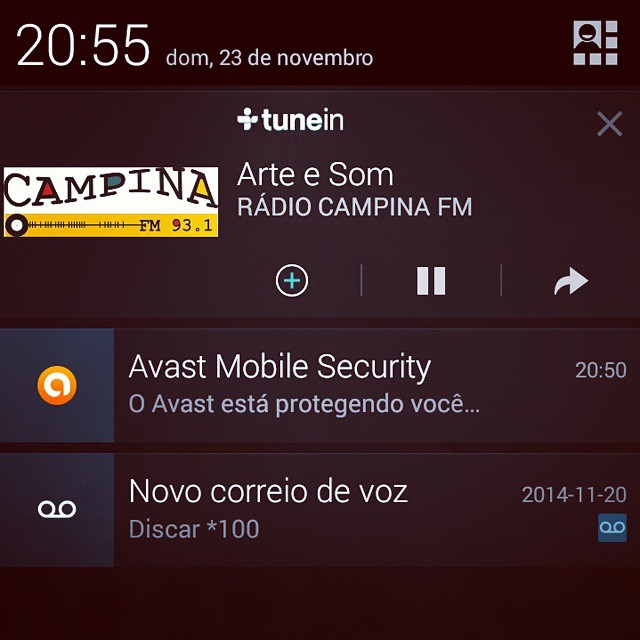 20:55 dom, 23 de novembro
tunein
CAMPINA
FM 93.1
Arte e Som
RÁDIO CAMPINA FM
Avast Mobile Security 20:50
O Avast está protegendo você...
Novo correio de voz 2014-11-20
Discar *100